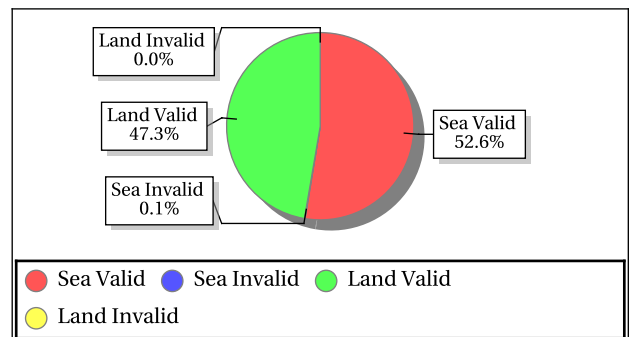 Land Invalid
0.0%
Land Valid
47.3%
Sea Valid
52.6%
Sea Invalid
0.1%
Sea Valid Sea Invalid Land Valid
Land Invalid